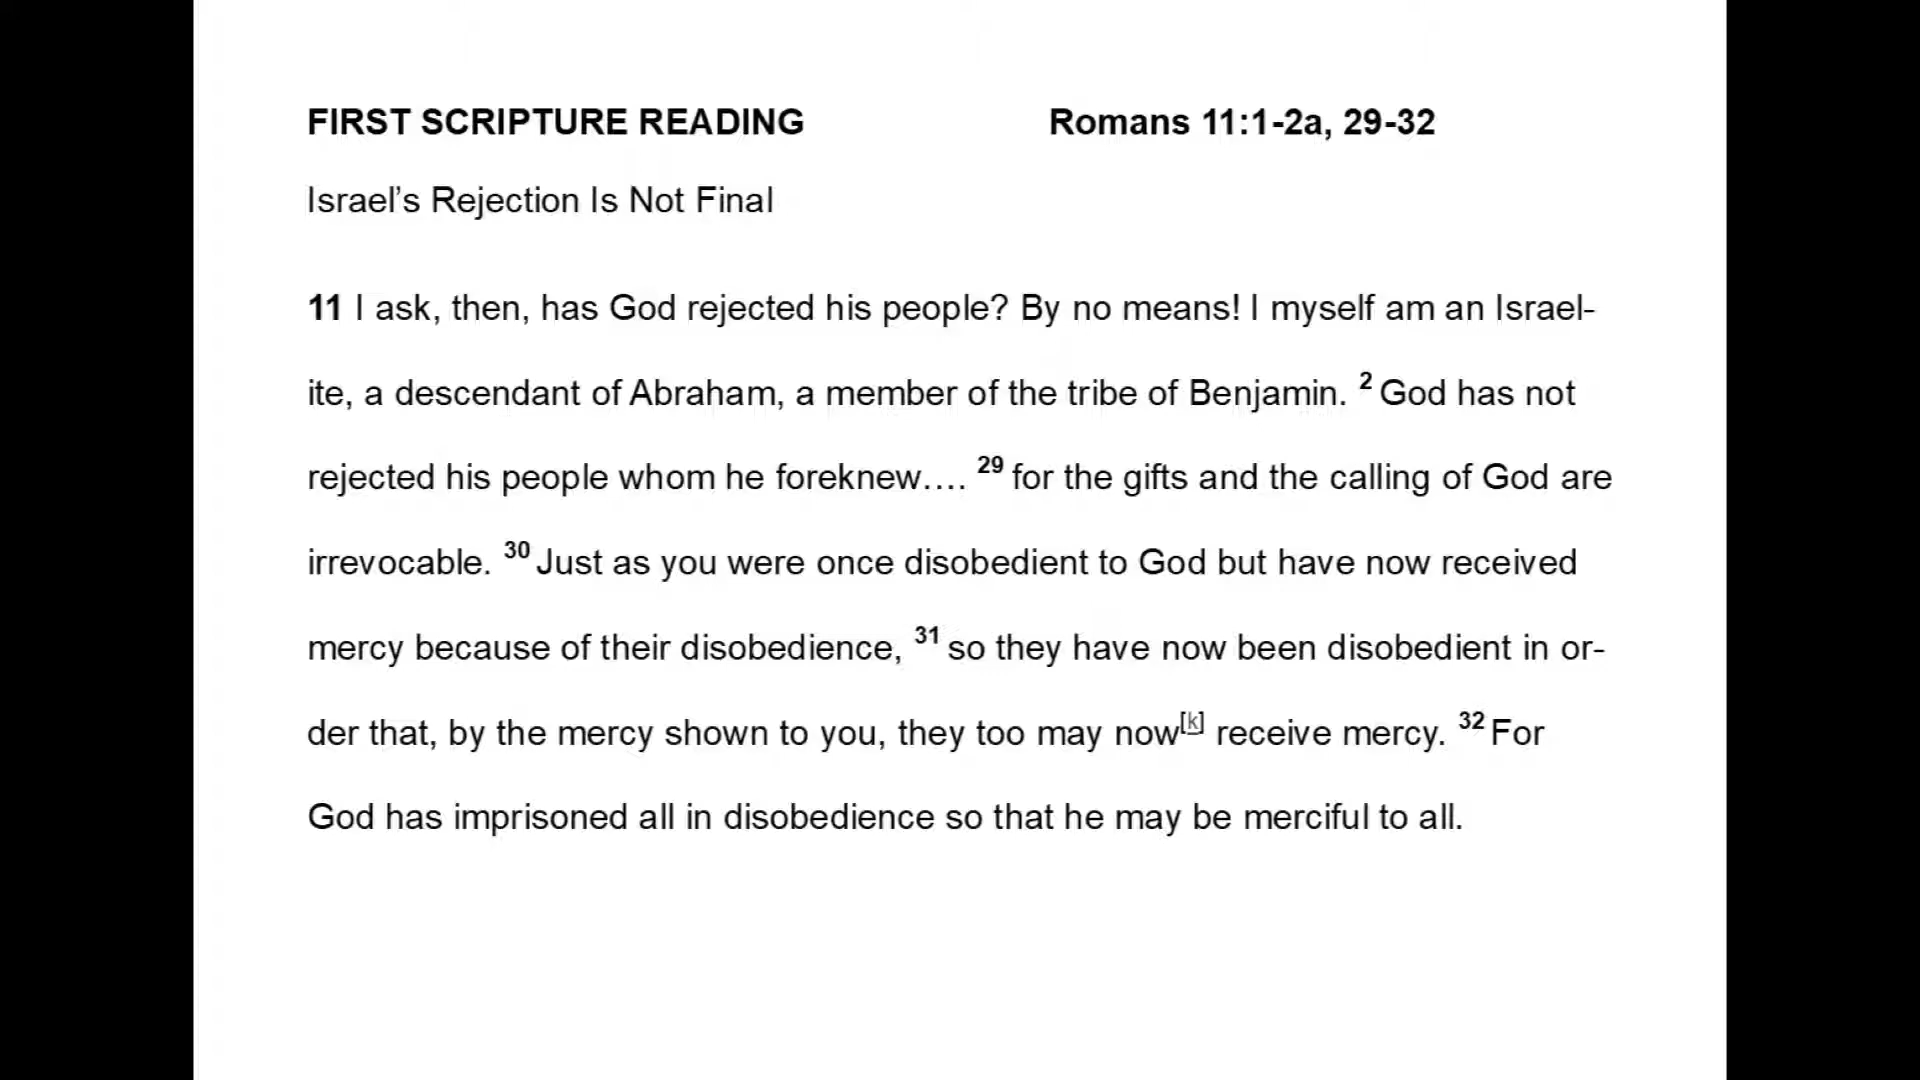 FIRST SCRIPTURE READING Romans 11:1-2a, 29-32
Israel’s Rejection Is Not Final
11 I ask, then, has God rejected his people? By no means! I myself am an Israel-
ite, a descendant of Abraham, a member of the tribe of Benjamin. 2 God has not
rejected his people whom he foreknew…. 29 for the gifts and the calling of God are
irrevocable. 30 Just as you were once disobedient to God but have now received
mercy because of their disobedience, 31 so they have now been disobedient in or-
der that, by the mercy shown to you, they too may now[k] receive mercy. 32 For
God has imprisoned all in disobedience so that he may be merciful to all.